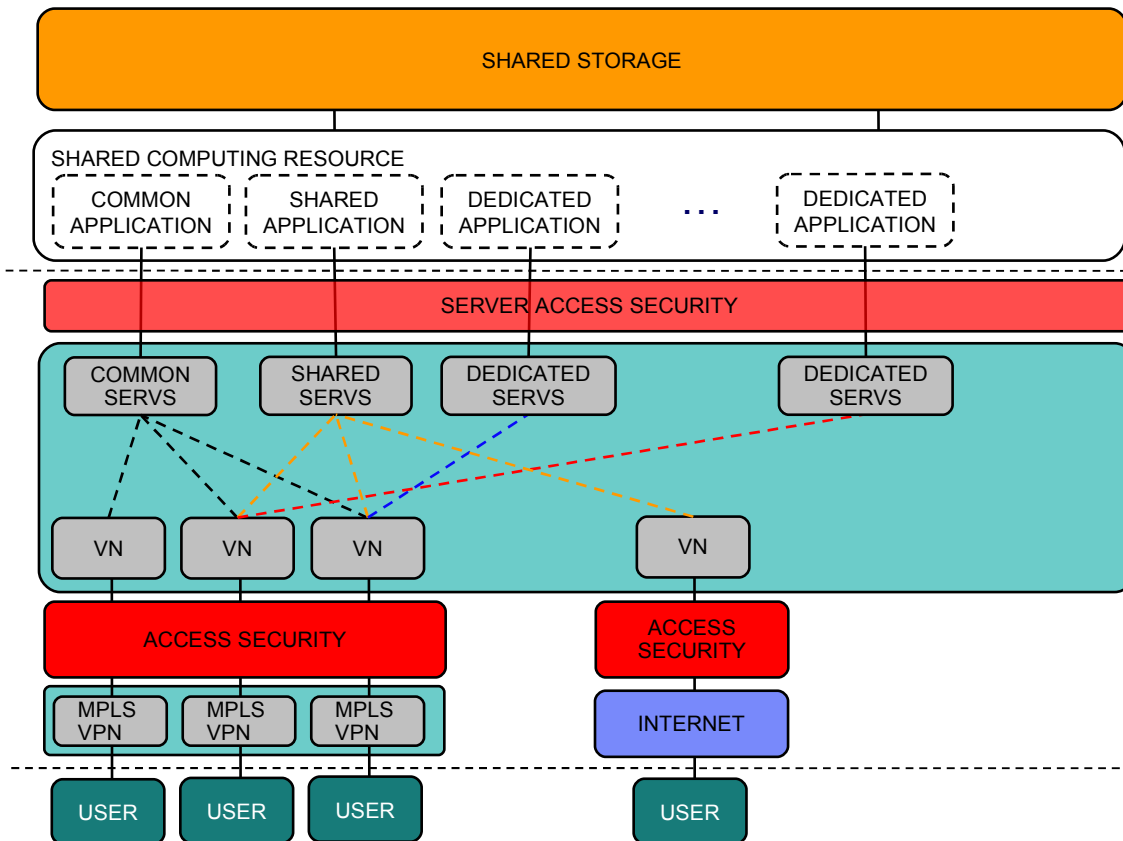 SHARED STORAGE
SHARED COMPUTING RESOURCE
COMMON
APPLICATION
SHARED
APPLICATION
DEDICATED
APPLICATION
...
DEDICATED
APPLICATION
SERVER ACCESS SECURITY
COMMON
SERVS
SHARED
SERVS
DEDICATED
SERVS
DEDICATED
SERVS
VN
VN
VN
VN
ACCESS SECURITY
ACCESS
SECURITY
MPLS
VPN
MPLS
VPN
MPLS
VPN
INTERNET
USER
USER
USER
USER